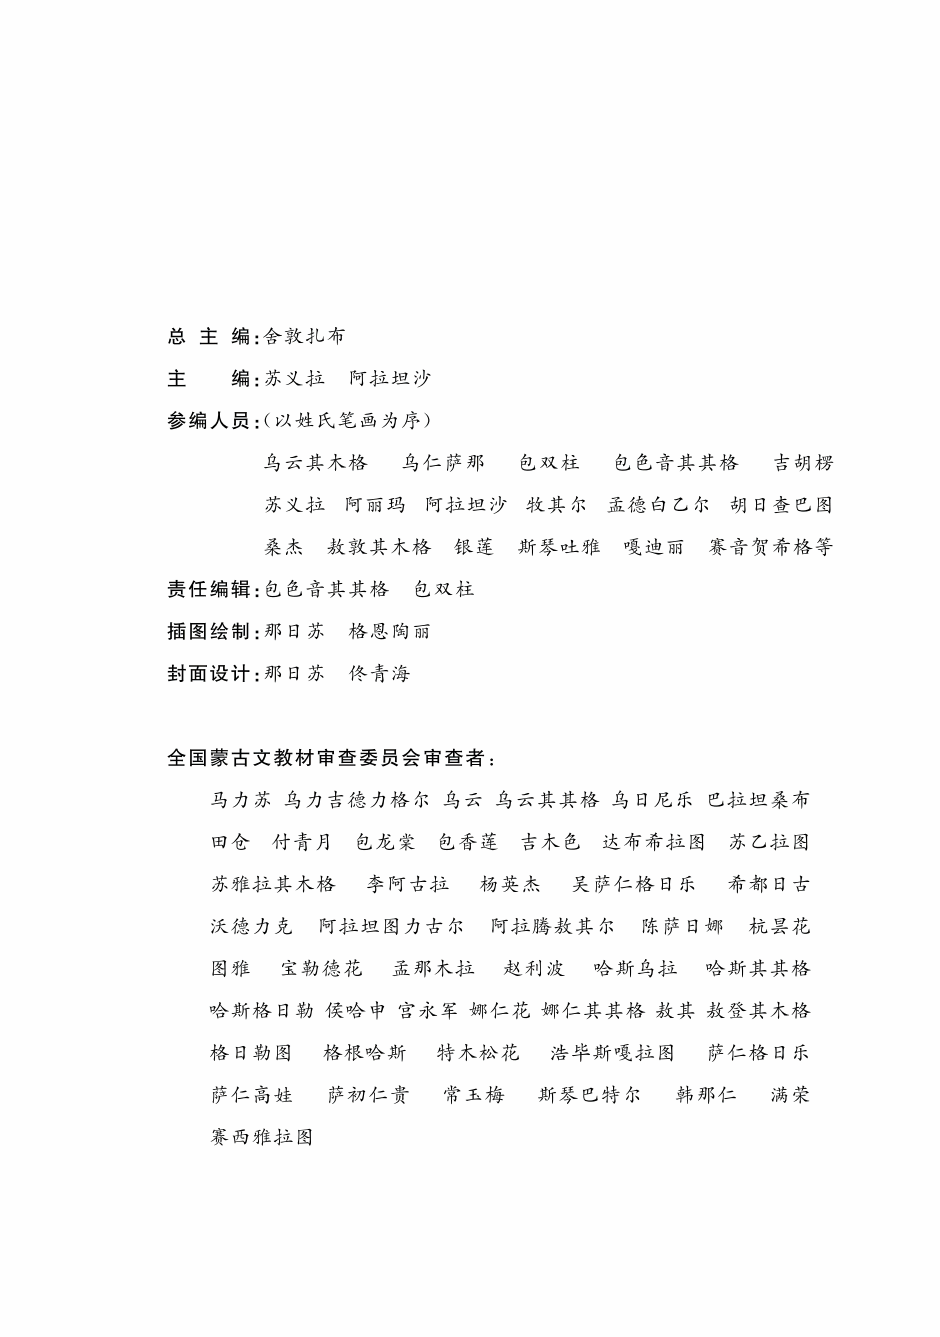 总 主 编:舍敦扎布
主 编:苏义拉 阿拉坦沙
参编人员:(以姓氏笔画为序)
乌云其木格 乌仁萨那 包双柱 包色音其其格 吉胡楞
苏义拉 阿丽玛 阿拉坦沙 牧其尔 孟德白乙尔 胡日查巴图
桑杰 敖敦其木格 银莲 斯琴吐雅 嘎迪丽 赛音贺希格等
责任编辑:包色音其其格 包双柱
插图绘制:那日苏 格恩陶丽
封面设计:那日苏 佟青海
全国蒙古文教材审查委员会审查者:
马力苏 乌力吉德力格尔 乌云 乌云其其格 乌日尼乐 巴拉坦桑布
田仓 付青月 包龙棠 包香莲 吉木色 达布希拉图 苏乙拉图
苏雅拉其木格 李阿古拉 杨英杰 吴萨仁格日乐 希都日古
沃德力克 阿拉坦图力古尔 阿拉腾敖其尔 陈萨日娜 杭昙花
图雅 宝勒德花 孟那木拉 赵利波 哈斯乌拉 哈斯其其格
哈斯格日勒 侯哈申 宫永军 娜仁花 娜仁其其格 敖其 敖登其木格
格日勒图 格根哈斯 特木松花 浩毕斯嘎拉图 萨仁格日乐
萨仁高娃 萨初仁贵 常玉梅 斯琴巴特尔 韩那仁 满荣
赛西雅拉图